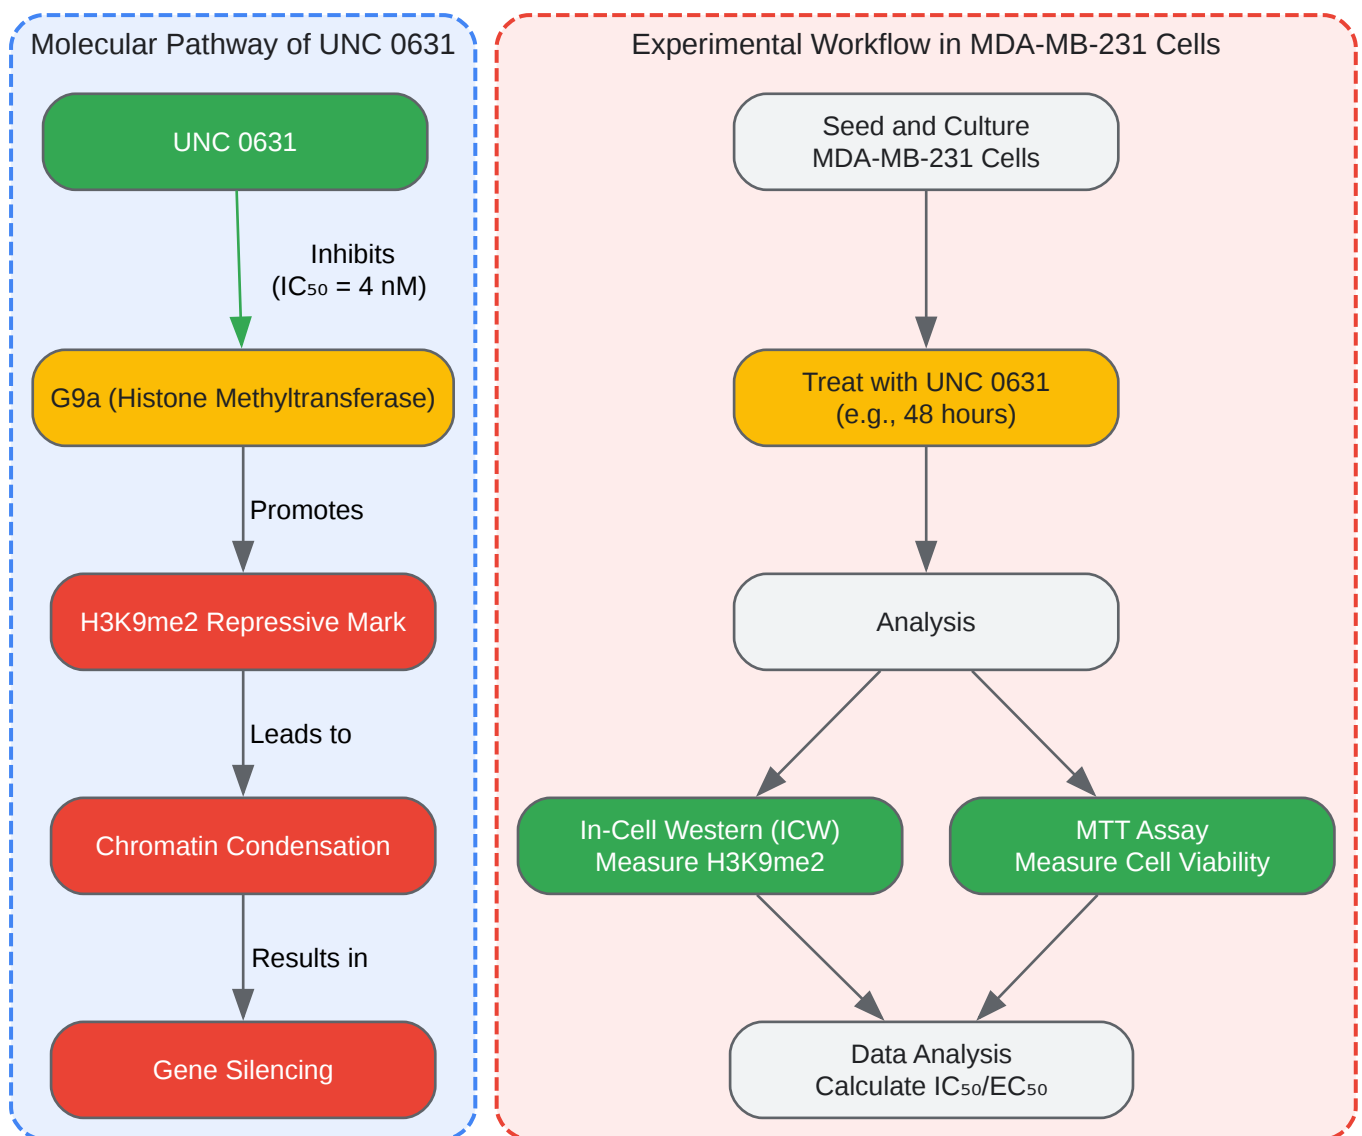 Molecular Pathway of UNC 0631
UNC 0631
Inhibits
(IC₅₀ = 4 nM)
G9a (Histone Methyltransferase)
Promotes
H3K9me2 Repressive Mark
Leads to
Chromatin Condensation
Results in
Gene Silencing
Experimental Workflow in MDA-MB-231 Cells
Seed and Culture
MDA-MB-231 Cells
Treat with UNC 0631
(e.g., 48 hours)
Analysis
In-Cell Western (ICW)
Measure H3K9me2
MTT Assay
Measure Cell Viability
Data Analysis
Calculate IC₅₀/EC₅₀